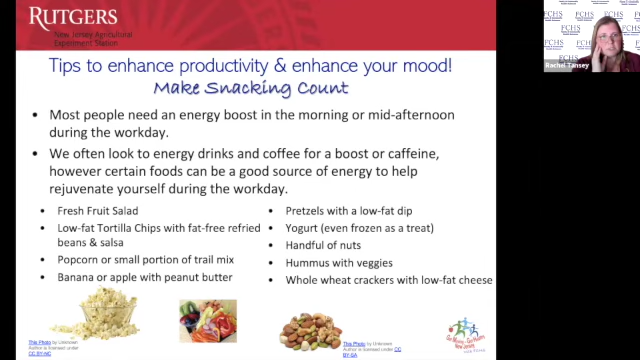 RUTGERS
New Jersey Agricultural
Experiment Station
Tips to enhance productivity & enhance your mood!
Make Snacking Count
• Most people need an energy boost in the morning or mid-afternoon
during the workday.
• We often look to energy drinks and coffee for a boost or caffeine,
however certain foods can be a good source of energy to help
rejuvenate yourself during the workday.
• Fresh Fruit Salad
• Low-fat Tortilla Chips with fat-free refried
beans & salsa
• Popcorn or small portion of trail mix
• Banana or apple with peanut butter
• Pretzels with a low-fat dip
• Yogurt (even frozen as a treat)
• Handful of nuts
• Hummus with veggies
• Whole wheat crackers with low-fat cheese
This Photo by Unknown
Author is licensed under
CC BY-NC
This Photo by Unknown
Author is licensed under CC
BY-SA
FCHS
FCHS
FCHS
FCHS
Rachel Tansey